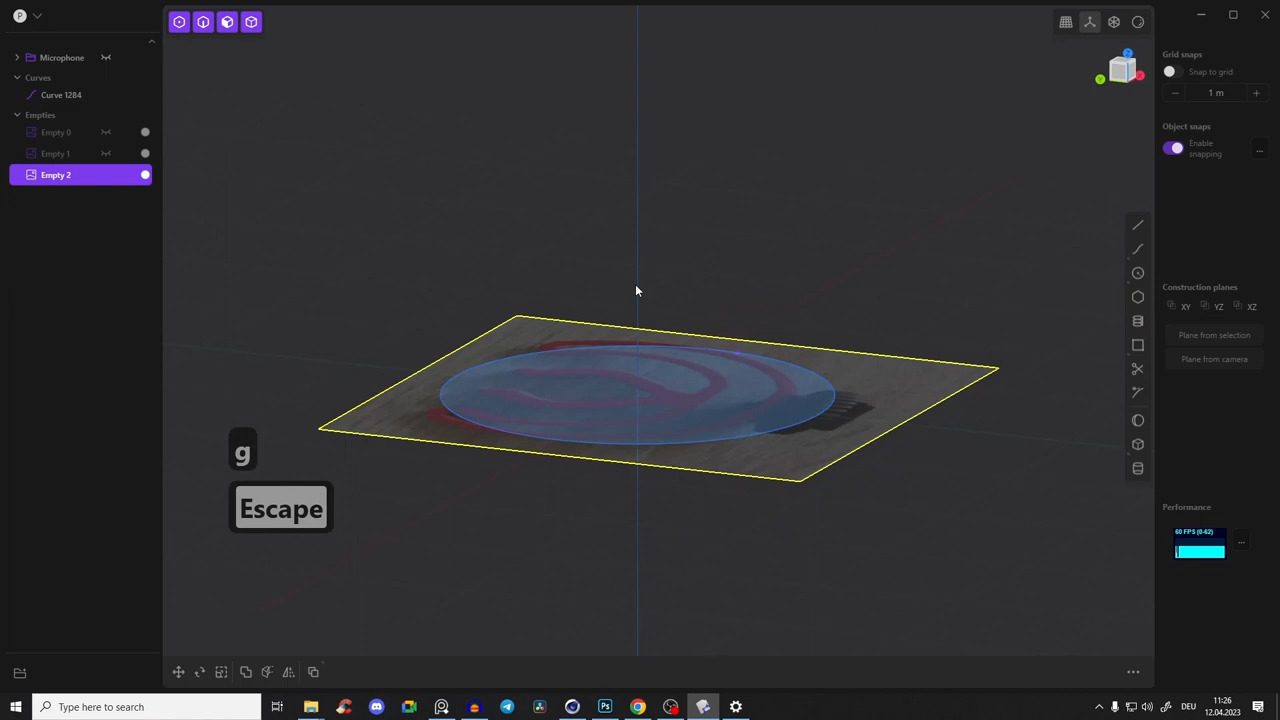 P
Microphone
Curves
Curve 1284
Empties
Empty 0
Empty 1
Empty 2
Z
X
Y
Grid snaps
Snap to grid
1 m
Object snaps
Enable
snapping
...
Construction planes
XY
YZ
XZ
Plane from selection
Plane from camera
Performance
60 FPS (0-62)
...
g
Escape
Type here to search
Ps
DEU
11:26
12.04.2023